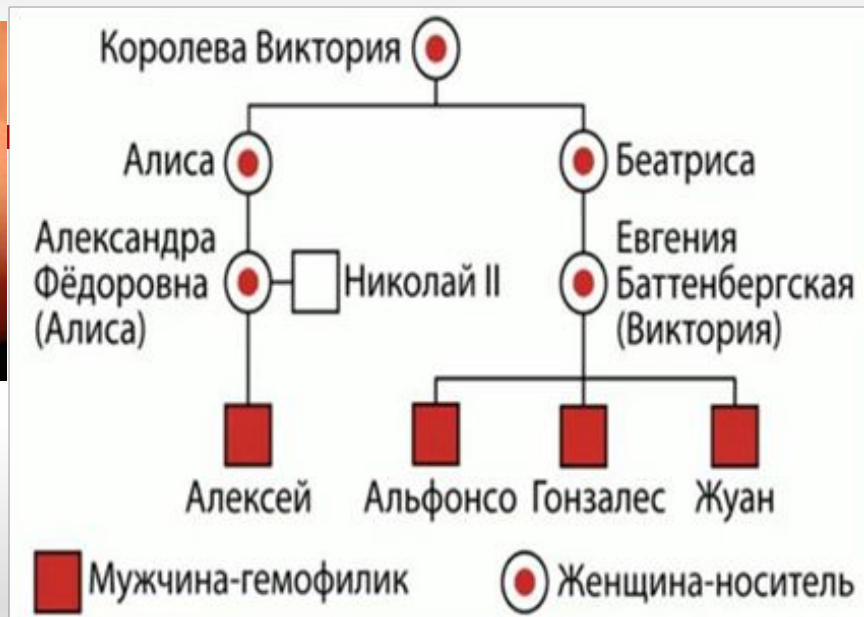 Королева Виктория
Алиса
Беатриса
Александра
Фёдоровна
(Алиса)
Николай II
Евгения
Баттенбергская
(Виктория)
Алексей
Альфонсо
Гонзалес
Жуан
Мужчина-гемофилик
Женщина-носитель